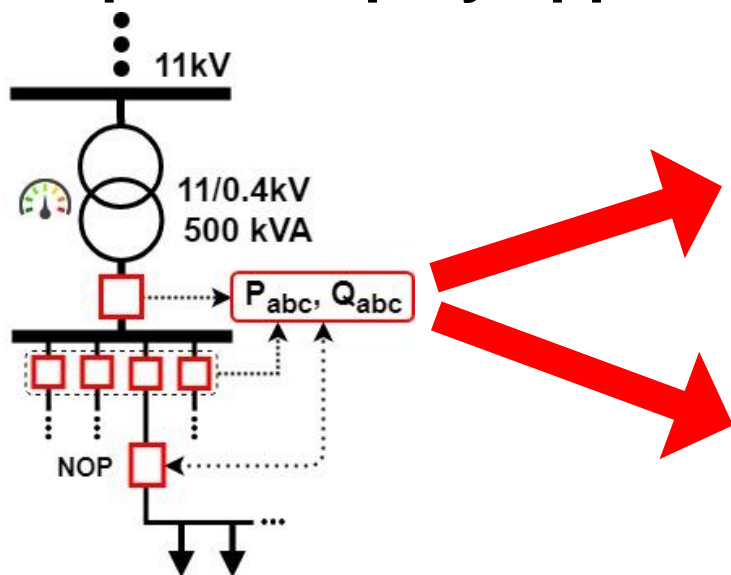 11kV
11/0.4kV
500 kVA
Pabc, Qabc
NOP